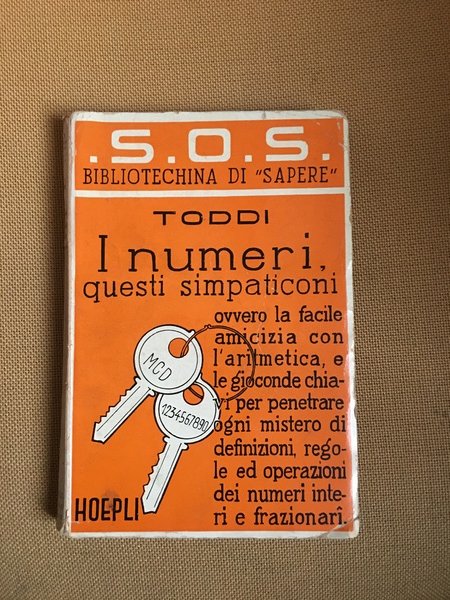 .S.O.S.
BIBLIOTECHINA DI "SAPERE"
TODDI
I numeri,
questi simpaticoni
ovvero la facile
amicizia con
l'aritmetica, e
le gioconde chia-
vi per penetrare
ogni mistero di
definizioni, rego-
le ed operazioni
dei numeri inte-
ri e frazionarî.
MCD
1234567890
HOEPLI